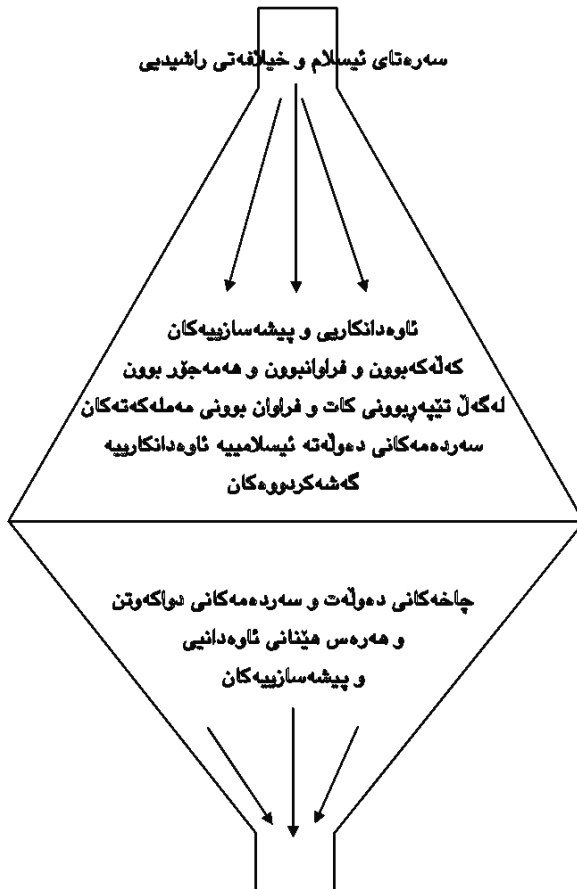 سەرەتای ئیسلام و خیلافەتی راشیدیی
ئاوەدانکاریی و پیشەسازییەکان
کەڵەکەبوون و فراوانبوون و هەمەجۆر بوون
لەگەڵ تێپەڕبوونی کات و فراوان بوونی مەملەکەتەکان
سەردەمەکانی دەوڵەتە ئیسلامییە ئاوەدانکارییە
گەشەکردووەکان
چاخەکانی دەوڵەت و سەردەمەکانی دواکەوتن
و هەرەس هێنانی ئاوەدانیی
و پیشەسازییەکان